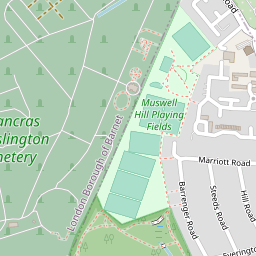 Road
Muswell
Hill Playing
Fields
ancras
slington
metery
London Borough of Barnet
Marriott Road
Barrenger Road
Steeds Road
Hill Road
Everington